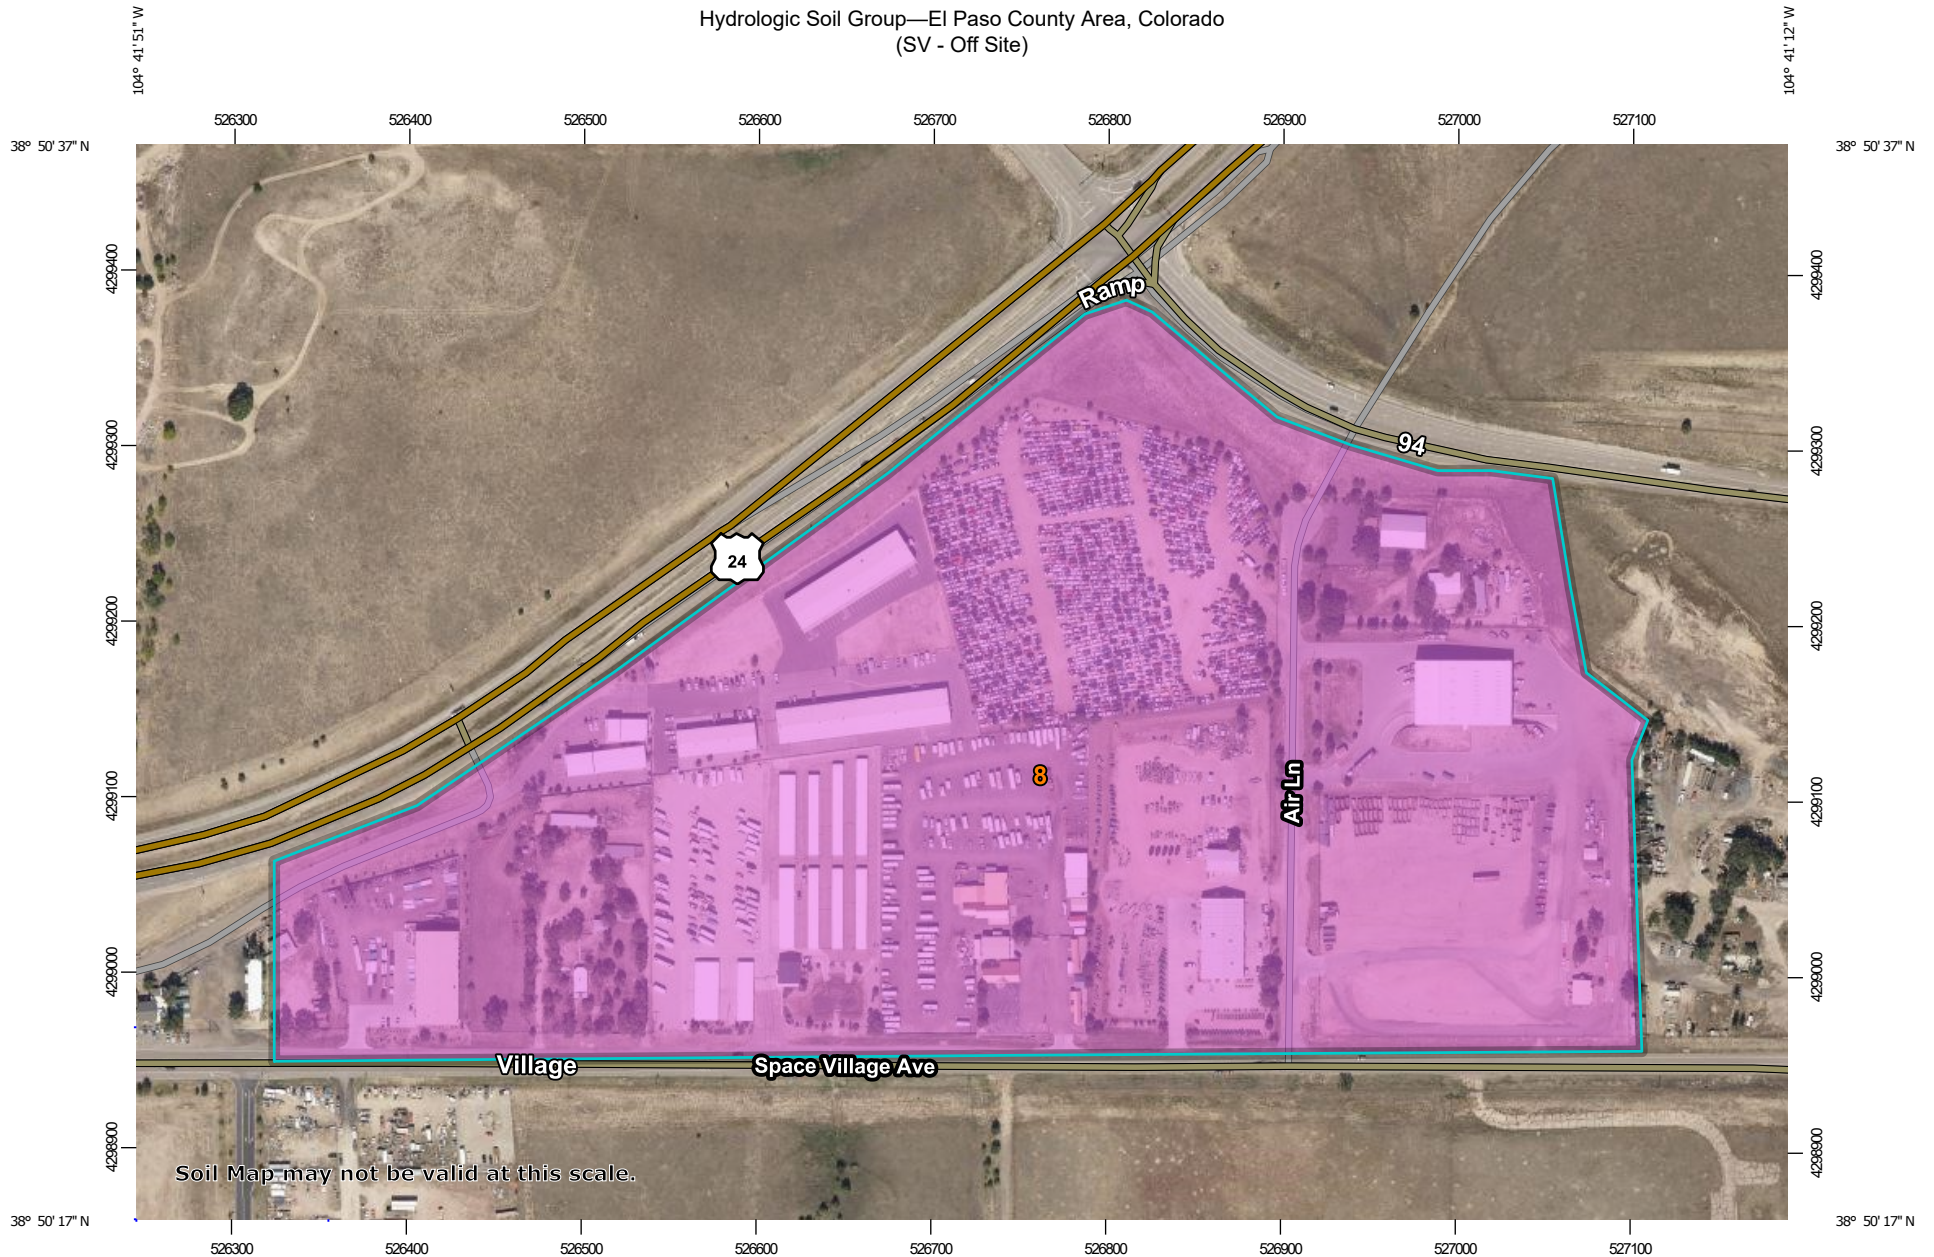 Hydrologic Soil Group—El Paso County Area, Colorado
(SV - Off Site)
104° 41' 51'' W
104° 41' 12'' W
526300 526400 526500 526600 526700 526800 526900 527000 527100
38° 50' 37'' N
38° 50' 37'' N
4299400
4299400
Ramp
4299300
4299300
94
24
4299200
4299200
8
Air Ln
4299100
4299100
4299000
4299000
Village
Space Village Ave
4298900
4298900
Soil Map may not be valid at this scale.
38° 50' 17'' N
38° 50' 17'' N
526300 526400 526500 526600 526700 526800 526900 527000 527100